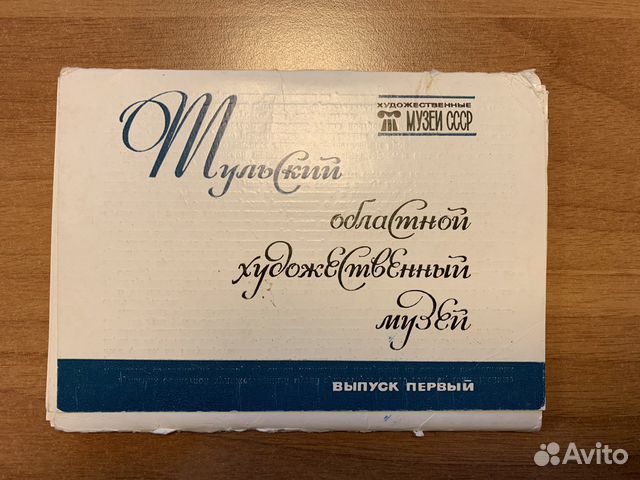 ХУДОЖЕСТВЕННЫЕ
МУЗЕИ СССР
Тульский
областной
художественный
музей
ВЫПУСК ПЕРВЫЙ
Avito